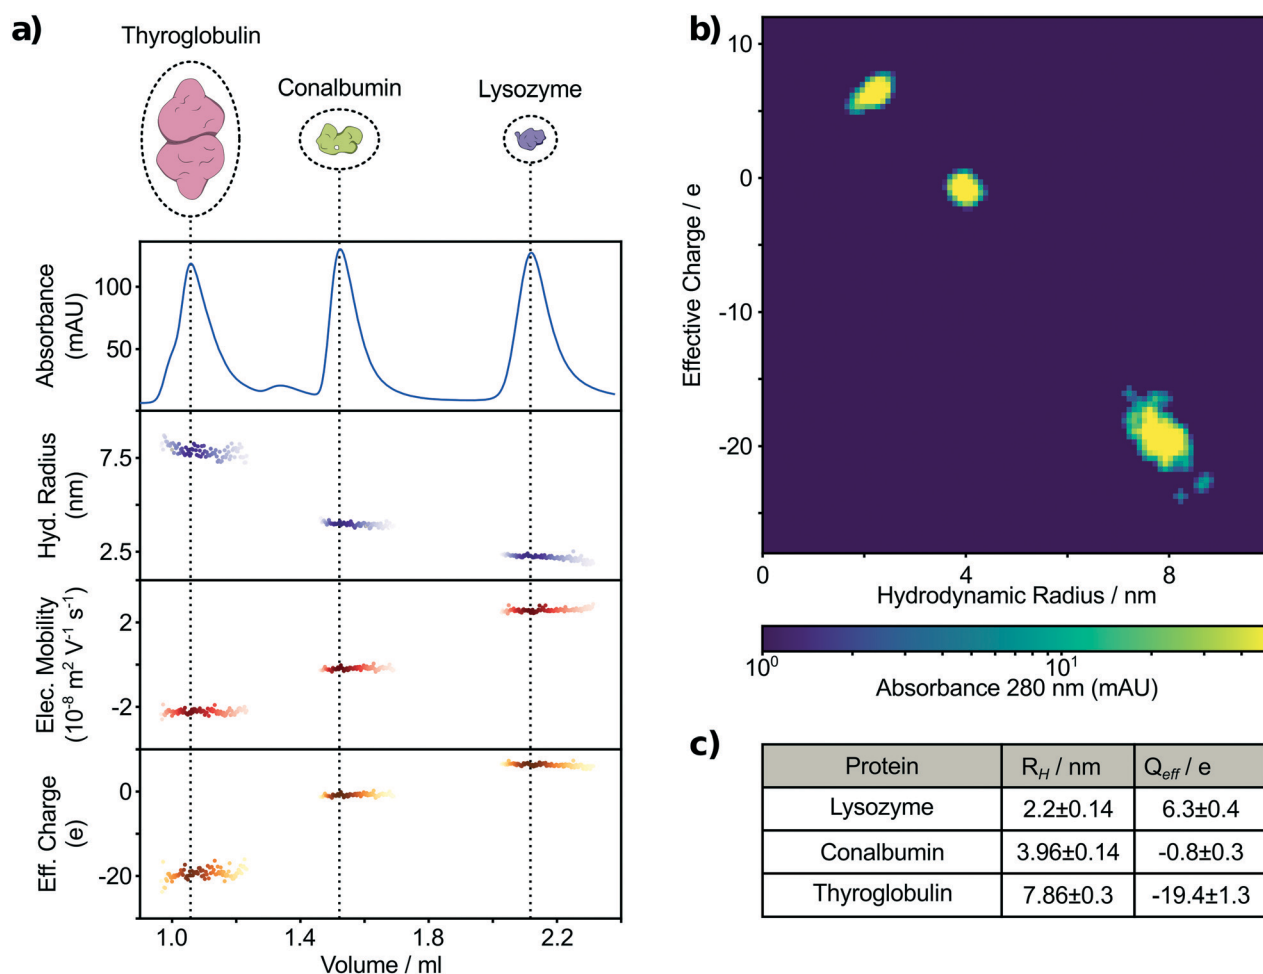 a)
Thyroglobulin
Conalbumin
Lysozyme
Absorbance
(mAU)
100
50
Hyd. Radius
(nm)
7.5
2.5
Elec. Mobility
(10⁻⁸ m² V⁻¹ s⁻¹)
2
-2
Eff. Charge
(e)
0
-20
1.0
1.4
1.8
2.2
Volume / ml
b)
Effective Charge / e
10
0
-10
-20
0
4
8
Hydrodynamic Radius / nm
10⁰
10¹
Absorbance 280 nm (mAU)
c)
Protein R_H / nm Q_eff / e
Lysozyme 2.2±0.14 6.3±0.4
Conalbumin 3.96±0.14 -0.8±0.3
Thyroglobulin 7.86±0.3 -19.4±1.3